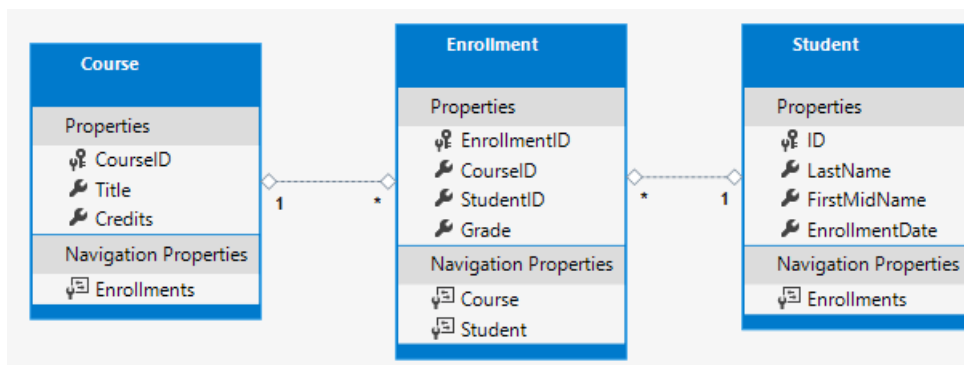 Course
Properties
CourseID
Title
Credits
Navigation Properties
Enrollments
1
*
Enrollment
Properties
EnrollmentID
CourseID
StudentID
Grade
Navigation Properties
Course
Student
*
1
Student
Properties
ID
LastName
FirstMidName
EnrollmentDate
Navigation Properties
Enrollments